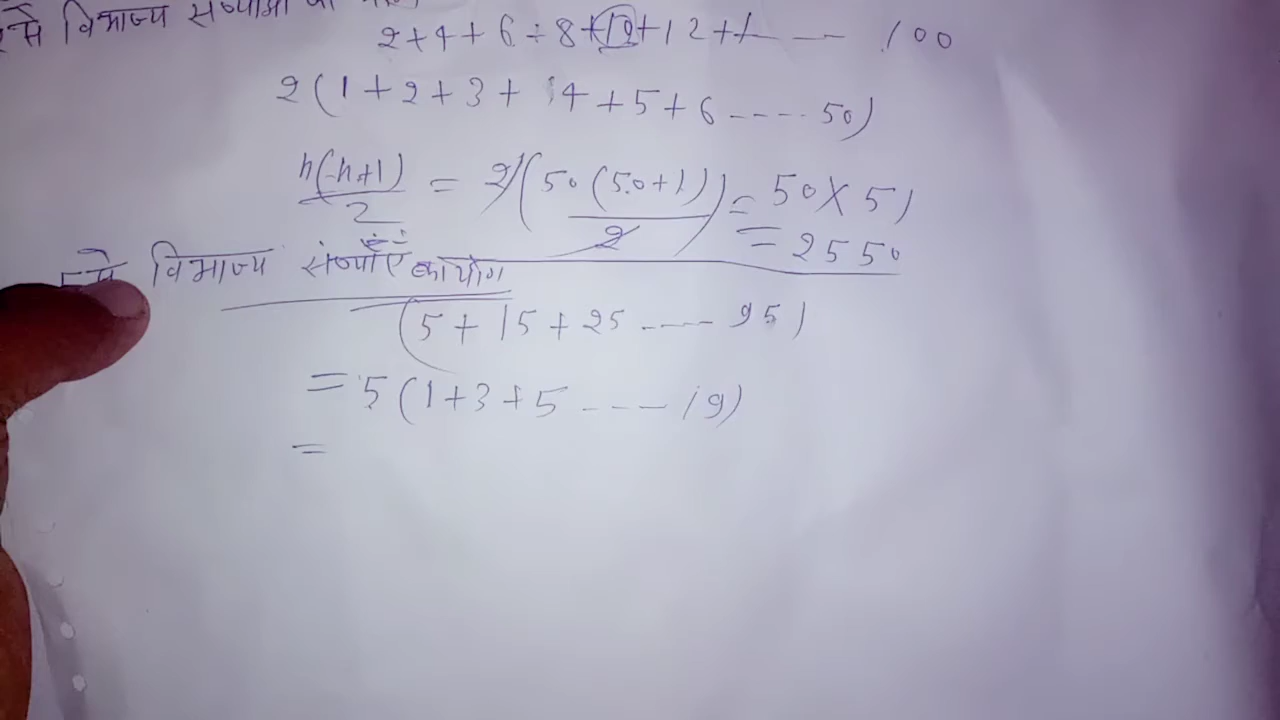 से विभाज्य संख्याओं का
2+4+6+8+10+12+ ---- 100
2(1+2+3+4+5+6 ----- 50)
n(n+1)/2 = 2(50(50+1)/2) = 50×51
= 2550
5 से विभाज्य संख्याएँ का योग
(5+15+25 ----- 95)
= 5(1+3+5 ---- 19)
=